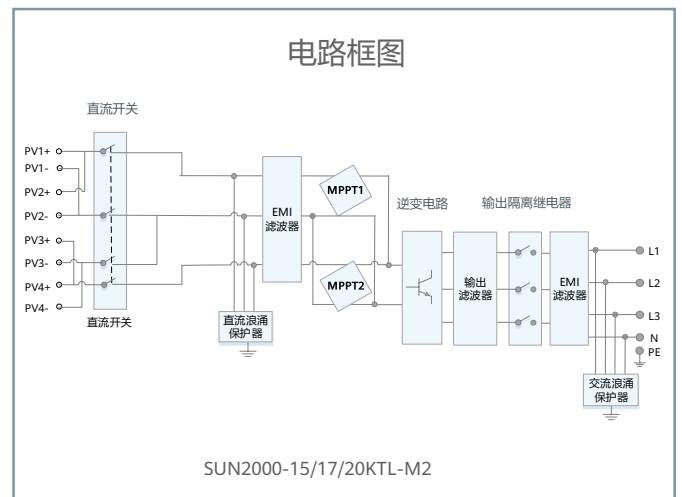 电路框图
直流开关
PV1+
PV1-
PV2+
PV2-
PV3+
PV3-
PV4+
PV4-
直流开关
直流浪涌
保护器
EMI
滤波器
MPPT1
MPPT2
逆变电路
输出
滤波器
输出隔离继电器
EMI
滤波器
L1
L2
L3
N
PE
交流浪涌
保护器
SUN2000-15/17/20KTL-M2